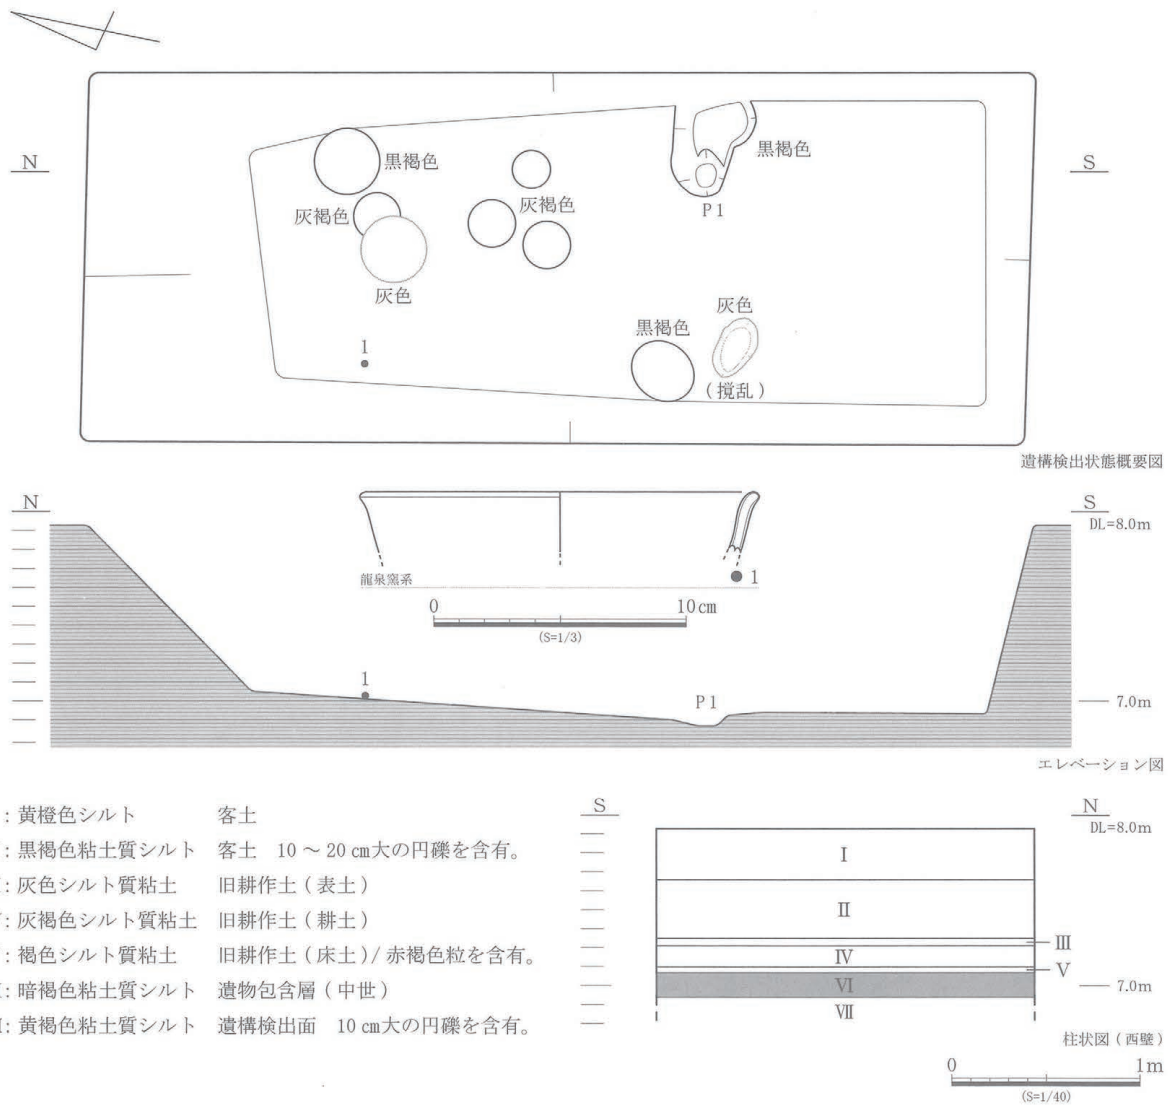 N
S
黒褐色
黒褐色
灰褐色
灰褐色
P1
灰色
灰色
黒褐色
1
(撹乱)
遺構検出状態概要図
N
S
DL=8.0m
龍泉窯系
1
0 10cm
(S=1/3)
1
P1
7.0m
エレベーション図
: 黄橙色シルト 客土
: 黒褐色粘土質シルト 客土 10～20㎝大の円礫を含有。
: 灰色シルト質粘土 旧耕作土(表土)
: 灰褐色シルト質粘土 旧耕作土(耕土)
: 褐色シルト質粘土 旧耕作土(床土)/赤褐色粒を含有。
: 暗褐色粘土質シルト 遺物包含層(中世)
: 黄褐色粘土質シルト 遺構検出面 10㎝大の円礫を含有。
S
N
DL=8.0m
Ⅰ
Ⅱ
Ⅲ
Ⅳ
Ⅴ
Ⅵ
7.0m
Ⅶ
柱状図(西壁)
0 1m
(S=1/40)